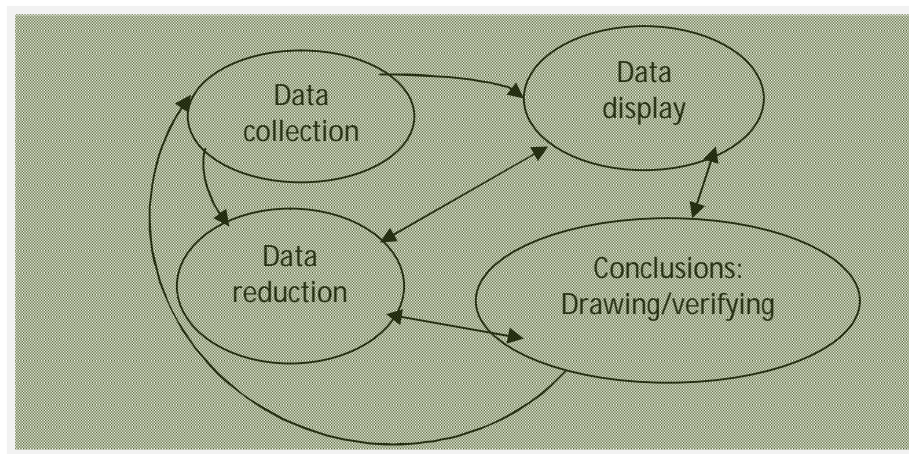 Data
collection
Data
display
Data
reduction
Conclusions:
Drawing/verifying